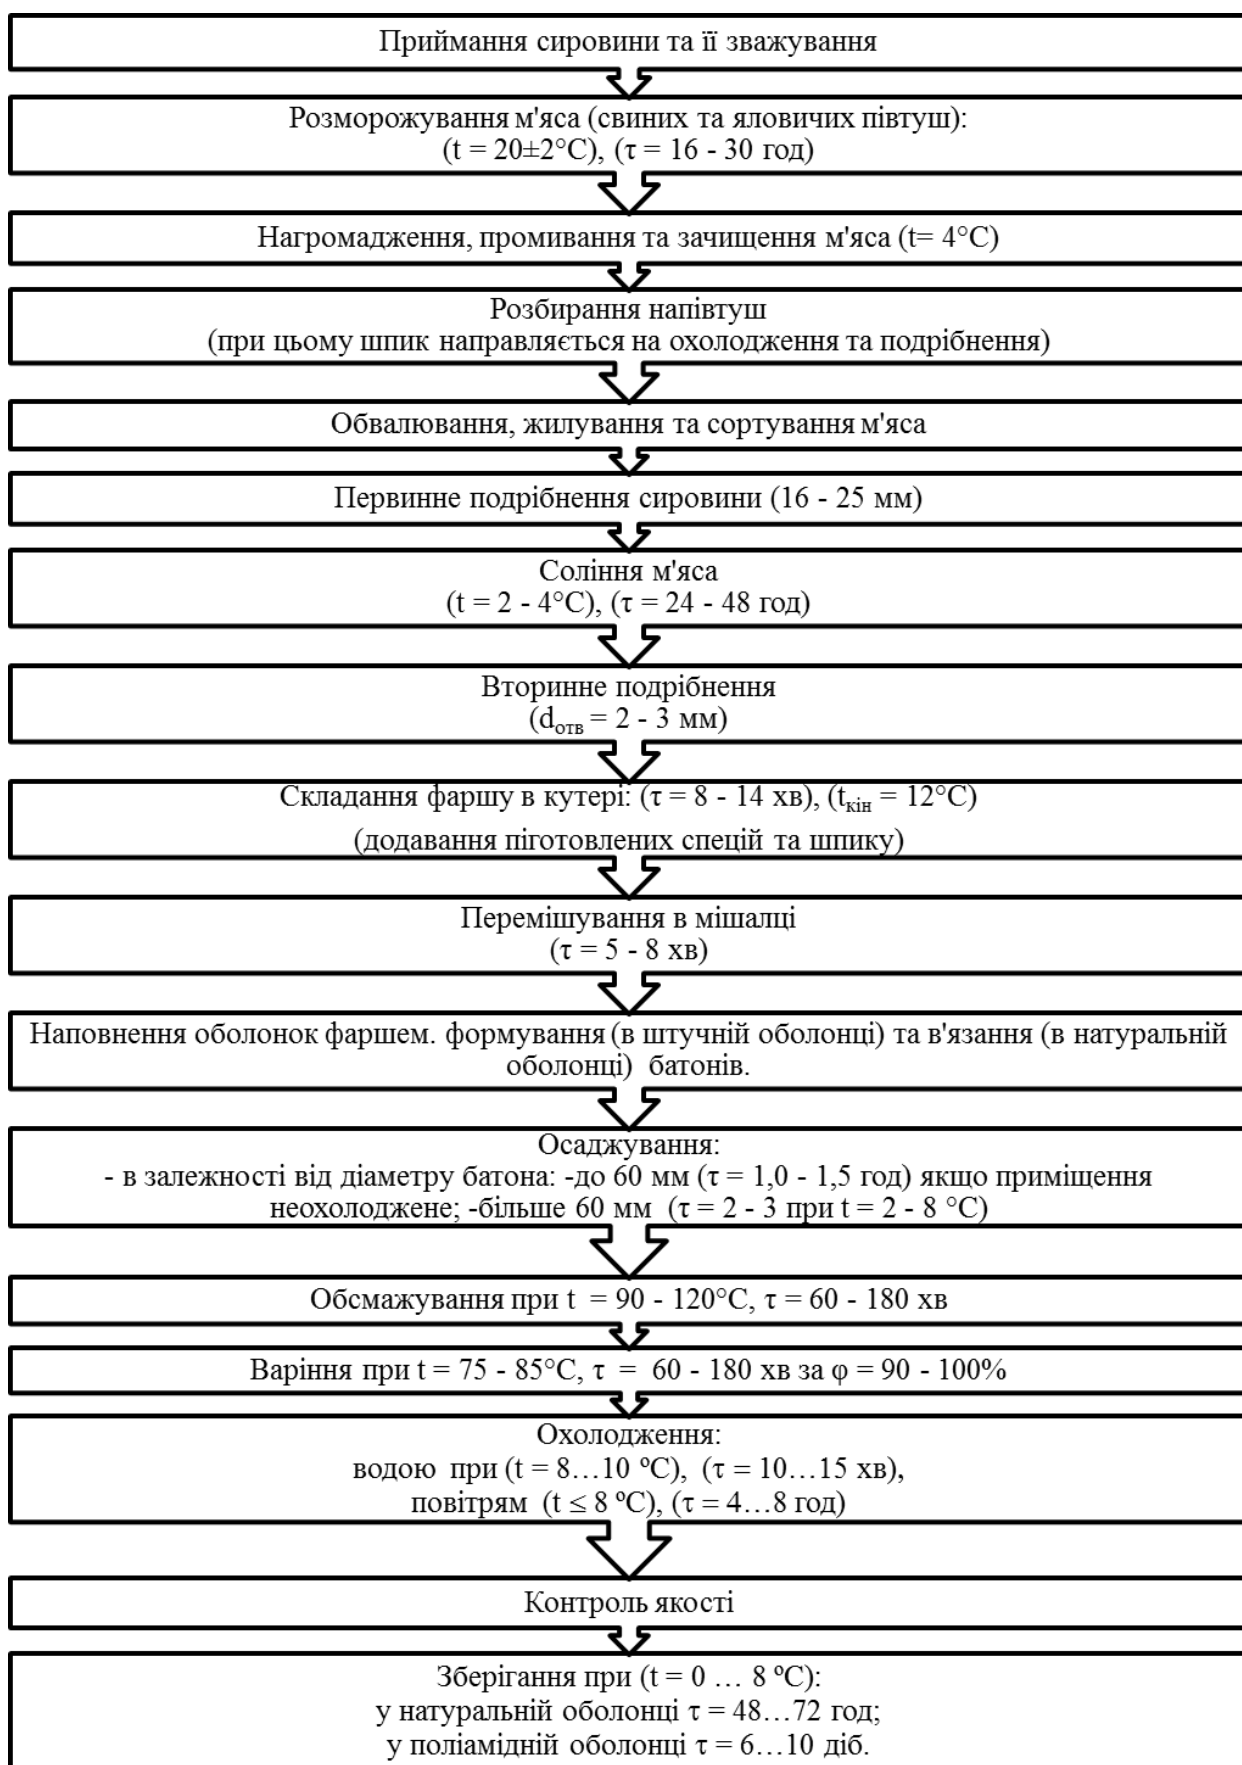 Приймання сировини та її зважування
Розморожування м'яса (свиних та яловичих півтуш):
(t = 20±2°C), (τ = 16 - 30 год)
Нагромадження, промивання та зачищення м'яса (t= 4°C)
Розбирання напівтуш
(при цьому шпик направляється на охолодження та подрібнення)
Обвалювання, жилування та сортування м'яса
Первинне подрібнення сировини (16 - 25 мм)
Соління м'яса
(t = 2 - 4°C), (τ = 24 - 48 год)
Вторинне подрібнення
(dотв = 2 - 3 мм)
Складання фаршу в кутері: (τ = 8 - 14 хв), (tкін = 12°C)
(додавання піготовлених спецій та шпику)
Перемішування в мішалці
(τ = 5 - 8 хв)
Наповнення оболонок фаршем. формування (в штучній оболонці) та в'язання (в натуральній
оболонці) батонів.
Осаджування:
- в залежності від діаметру батона: -до 60 мм (τ = 1,0 - 1,5 год) якщо приміщення
неохолоджене; -більше 60 мм (τ = 2 - 3 при t = 2 - 8 °C)
Обсмажування при t = 90 - 120°C, τ = 60 - 180 хв
Варіння при t = 75 - 85°C, τ = 60 - 180 хв за φ = 90 - 100%
Охолодження:
водою при (t = 8…10 ºC), (τ = 10…15 хв),
повітрям (t ≤ 8 ºC), (τ = 4…8 год)
Контроль якості
Зберігання при (t = 0 … 8 ºC):
у натуральній оболонці τ = 48…72 год;
у поліамідній оболонці τ = 6…10 діб.